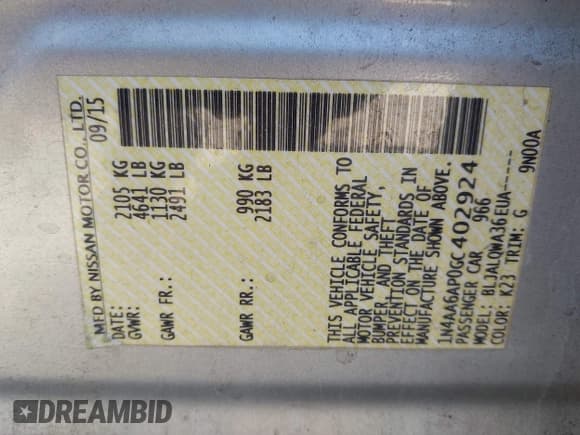 MFD BY NISSAN MOTOR CO., LTD.
DATE: 09/15
GVWR: 2105 KG
4641 LB
GAWR FR: 1130 KG
2491 LB
GAWR RR: 990 KG
2183 LB
THIS VEHICLE CONFORMS TO
ALL APPLICABLE FEDERAL
MOTOR VEHICLE SAFETY,
BUMPER, AND THEFT
PREVENTION STANDARDS IN
EFFECT ON THE DATE OF
MANUFACTURE SHOWN ABOVE.
1N4AA6AP0GC402924
PASSENGER CAR 966
MODEL: BLJALQWA36EUA-----
COLOR: K23 TRIM: G 9N00A
DREAMBID